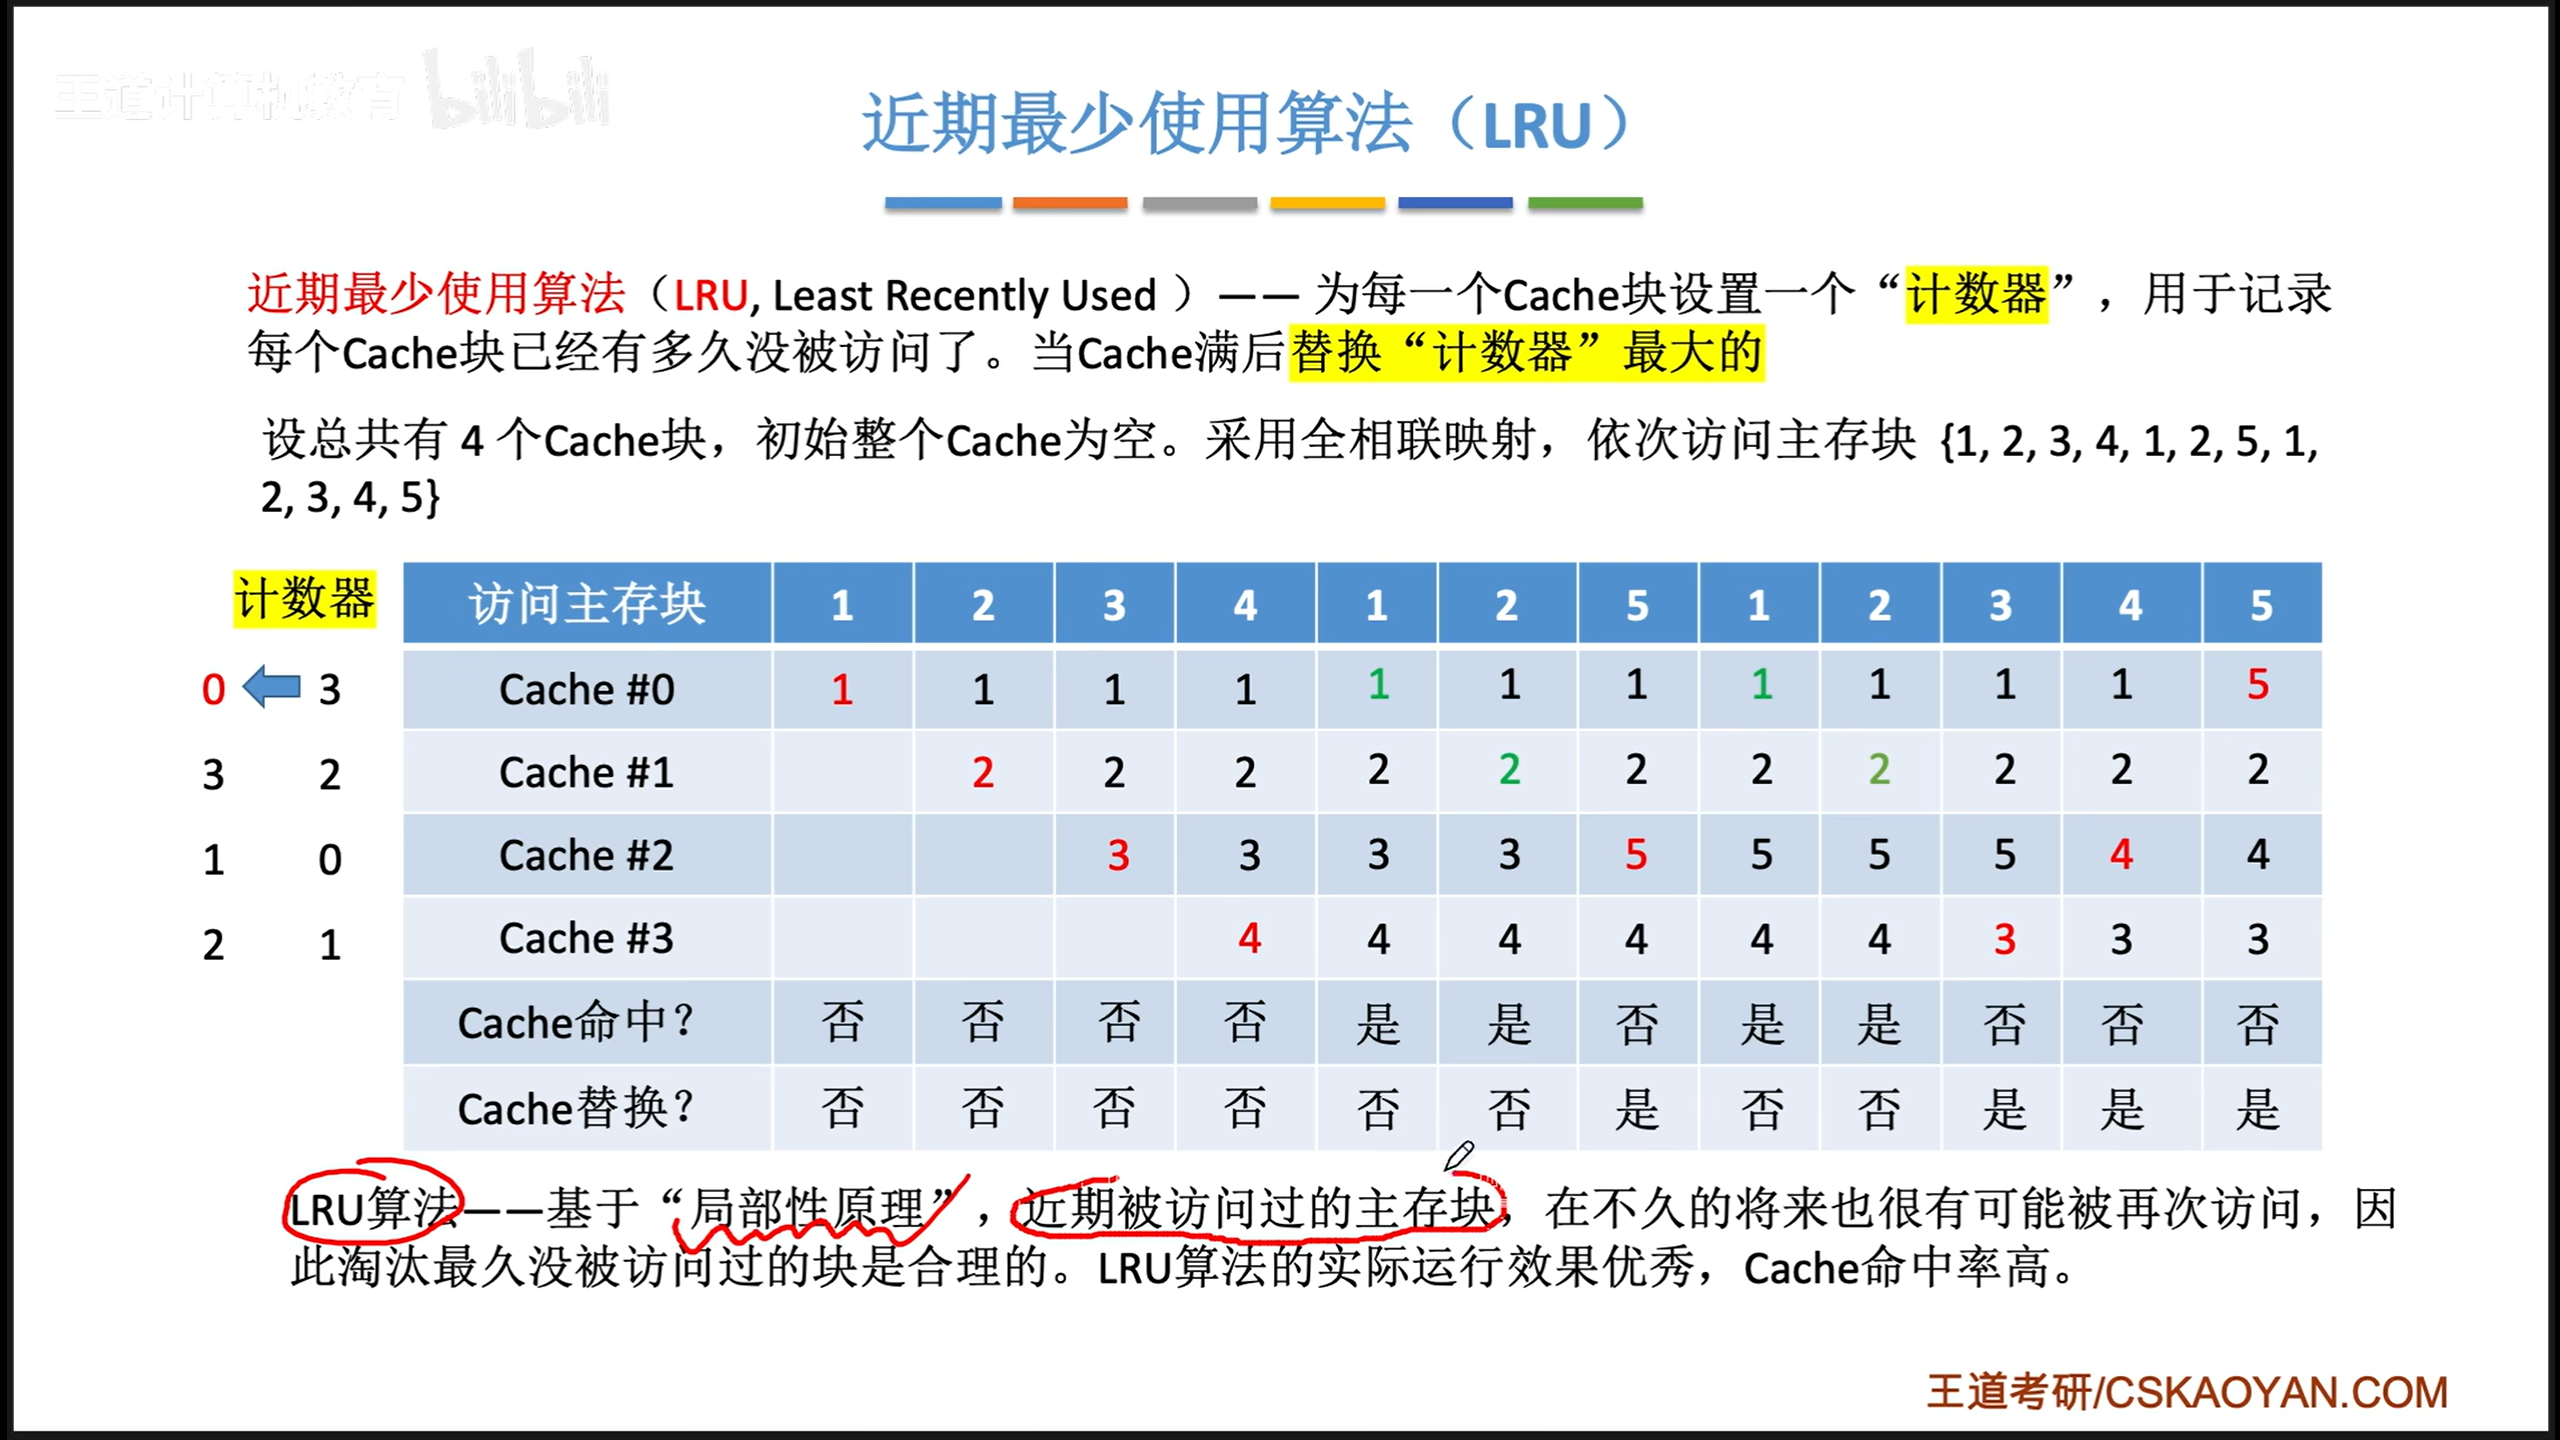 王道计算机教育 bilibili
近期最少使用算法（LRU）
近期最少使用算法（LRU, Least Recently Used ）—— 为每一个Cache块设置一个“计数器”，用于记录
每个Cache块已经有多久没被访问了。当Cache满后替换“计数器”最大的
设总共有 4 个Cache块，初始整个Cache为空。采用全相联映射，依次访问主存块 {1, 2, 3, 4, 1, 2, 5, 1,
2, 3, 4, 5}
计数器 访问主存块 1 2 3 4 1 2 5 1 2 3 4 5
0 3 Cache #0 1 1 1 1 1 1 1 1 1 1 1 5
3 2 Cache #1 2 2 2 2 2 2 2 2 2 2 2
1 0 Cache #2 3 3 3 3 5 5 5 5 4 4
2 1 Cache #3 4 4 4 4 4 4 3 3 3
Cache命中？ 否 否 否 否 是 是 否 是 是 否 否 否
Cache替换？ 否 否 否 否 否 否 是 否 否 是 是 是
LRU算法——基于“局部性原理”，近期被访问过的主存块，在不久的将来也很有可能被再次访问，因
此淘汰最久没被访问过的块是合理的。LRU算法的实际运行效果优秀，Cache命中率高。
王道考研/CSKAOYAN.COM